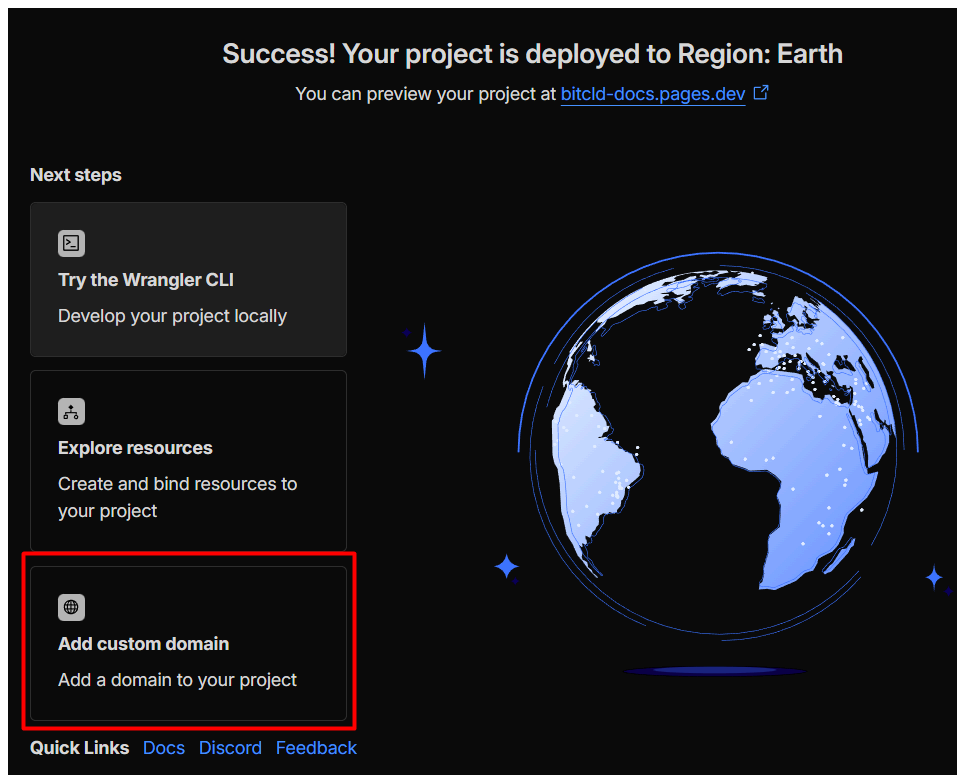 Success! Your project is deployed to Region: Earth
You can preview your project at bitcld-docs.pages.dev
Next steps
Try the Wrangler CLI
Develop your project locally
Explore resources
Create and bind resources to
your project
Add custom domain
Add a domain to your project
Quick Links Docs Discord Feedback